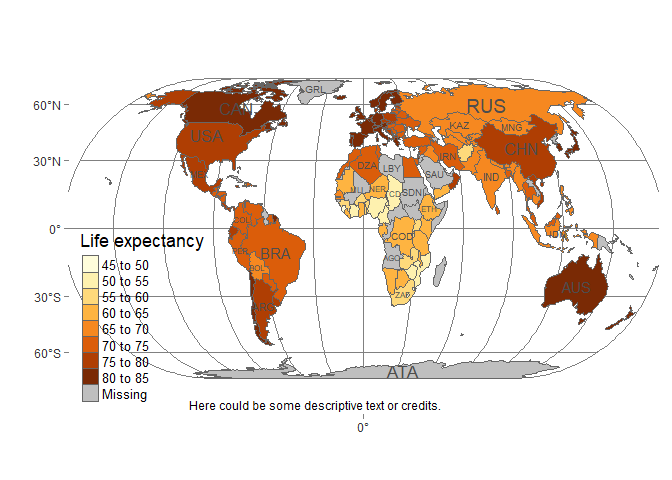 GRL
60°N
CAN
RUS
KAZ
MNG
USA
CHN
30°N
DZA
LBY
IRN
SAU
IND
MLI
NER
TCD
SDN
ETH
COL
0°
COD
IDN
PER
BRA
Life expectancy
AGO
BOL
45 to 50
50 to 55
55 to 60
60 to 65
65 to 70
70 to 75
75 to 80
80 to 85
Missing
AUS
30°S
ZAF
ARG
60°S
ATA
Here could be some descriptive text or credits.
0°